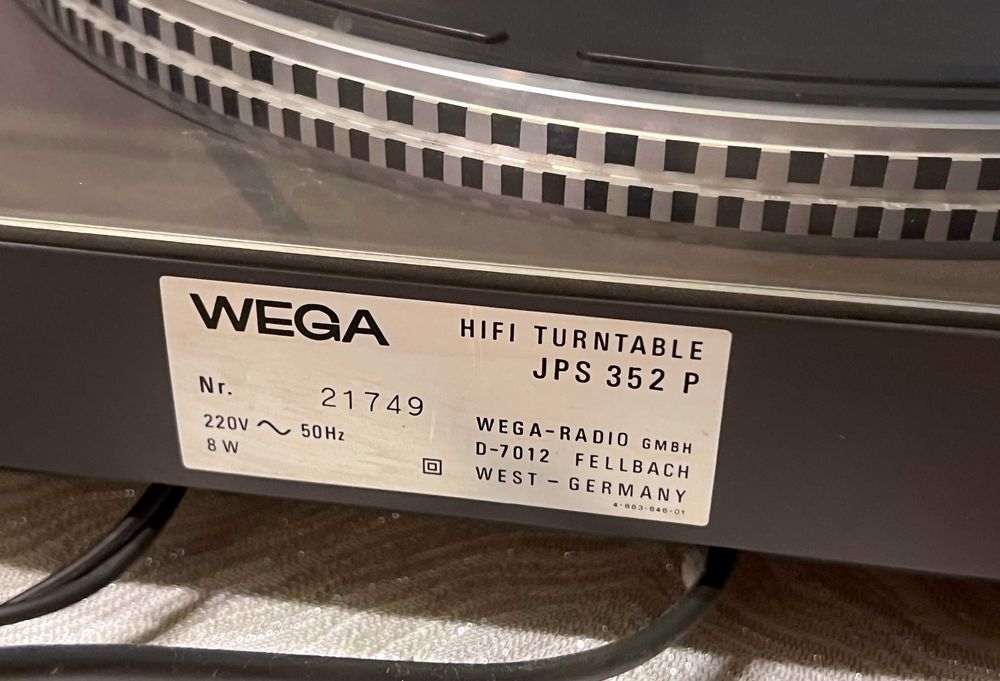 WEGA
HIFI TURNTABLE
JPS 352 P
Nr. 21749
220V ~ 50Hz
8 W
WEGA-RADIO GMBH
D-7012 FELLBACH
WEST - GERMANY
4-863-646-01